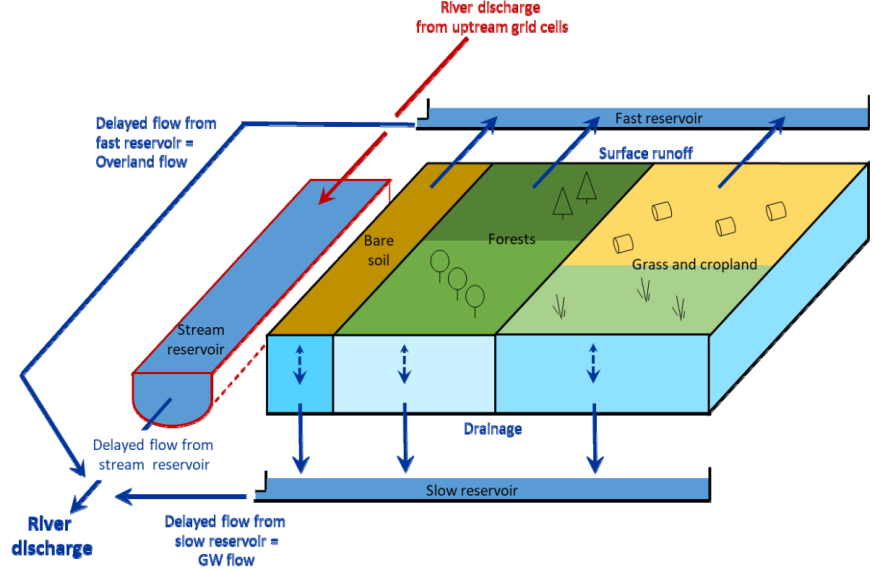 River discharge
from uptream grid cells
Delayed flow from
fast reservoir =
Overland flow
Fast reservoir
Surface runoff
Bare
soil
Forests
Grass and cropland
Stream
reservoir
Drainage
Delayed flow from
stream reservoir
Slow reservoir
River
discharge
Delayed flow from
slow reservoir =
GW flow